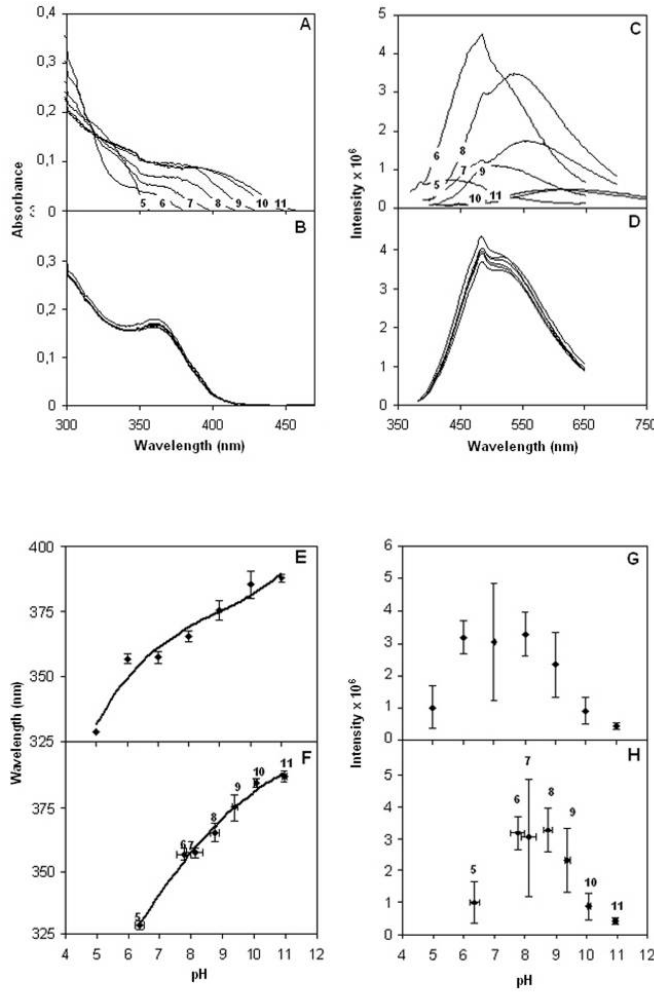 A
0,4
0,3
0,2
0,1
0
5 6 7 8 9 10 11
Absorbance
B
0,3
0,2
0,1
0
300 350 400 450
Wavelength (nm)
C
6
5
4
3
2
1
0
6 8 7 9 5 10 11
Intensity x 10⁶
D
4
3
2
1
0
350 450 550 650 750
Wavelength (nm)
E
400
375
350
325
Wavelength (nm)
F
375
350
325
5 6 7 8 9 10 11
4 5 6 7 8 9 10 11 12
pH
G
6
5
4
3
2
1
0
Intensity x 10⁶
H
5
4
3
2
1
0
5 6 7 8 9 10 11
4 5 6 7 8 9 10 11 12
pH